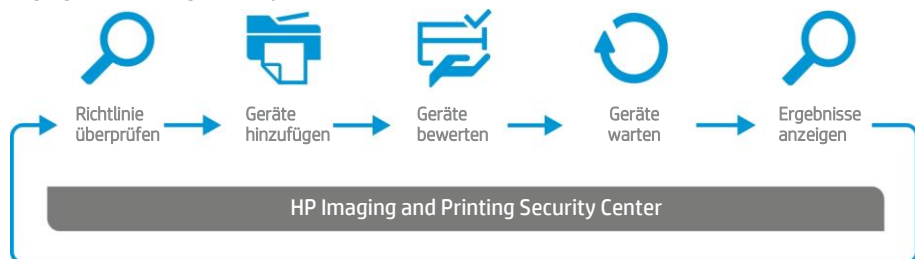 Richtlinie
überprüfen
Geräte
hinzufügen
Geräte
bewerten
Geräte
warten
Ergebnisse
anzeigen
HP Imaging and Printing Security Center